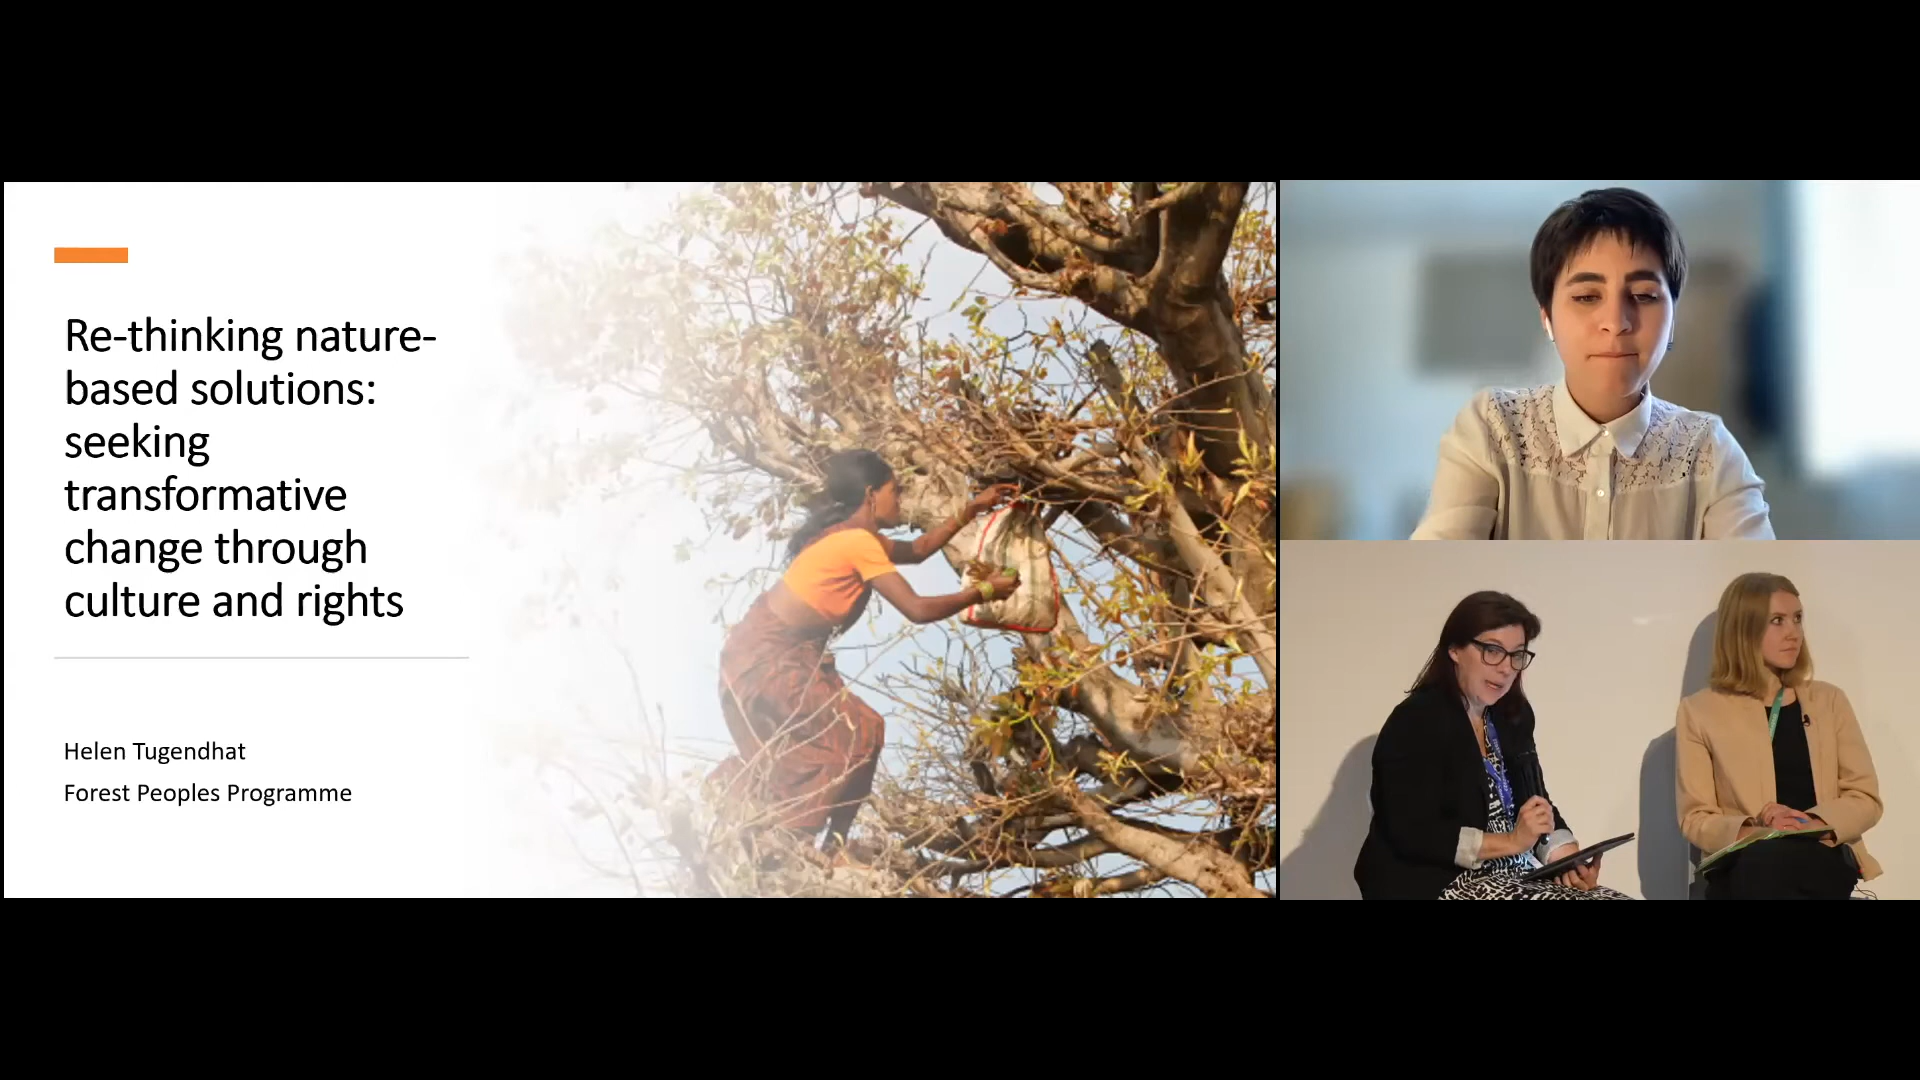 Re-thinking nature-
based solutions:
seeking
transformative
change through
culture and rights
Helen Tugendhat
Forest Peoples Programme